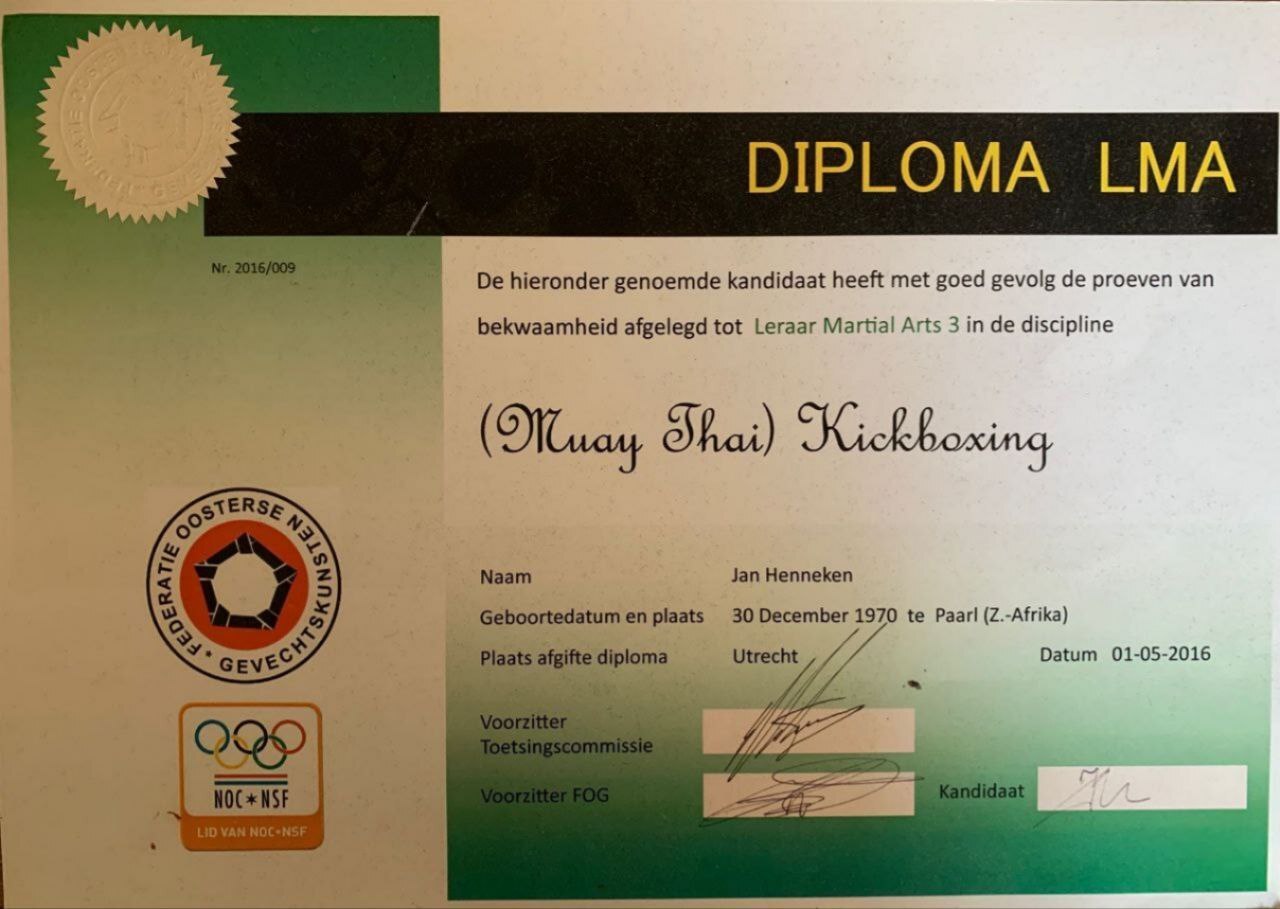 DIPLOMA LMA
Nr. 2016/009
De hieronder genoemde kandidaat heeft met goed gevolg de proeven van
bekwaamheid afgelegd tot Leraar Martial Arts 3 in de discipline
(Muay Thai) Kickboxing
Naam Jan Henneken
Geboortedatum en plaats 30 December 1970 te Paarl (Z.-Afrika)
Plaats afgifte diploma Utrecht Datum 01-05-2016
Voorzitter
Toetsingscommissie
Voorzitter FOG Kandidaat
FEDERATIE OOSTERSE GEVECHTSKUNSTEN *
NOC*NSF
LID VAN NOC*NSF